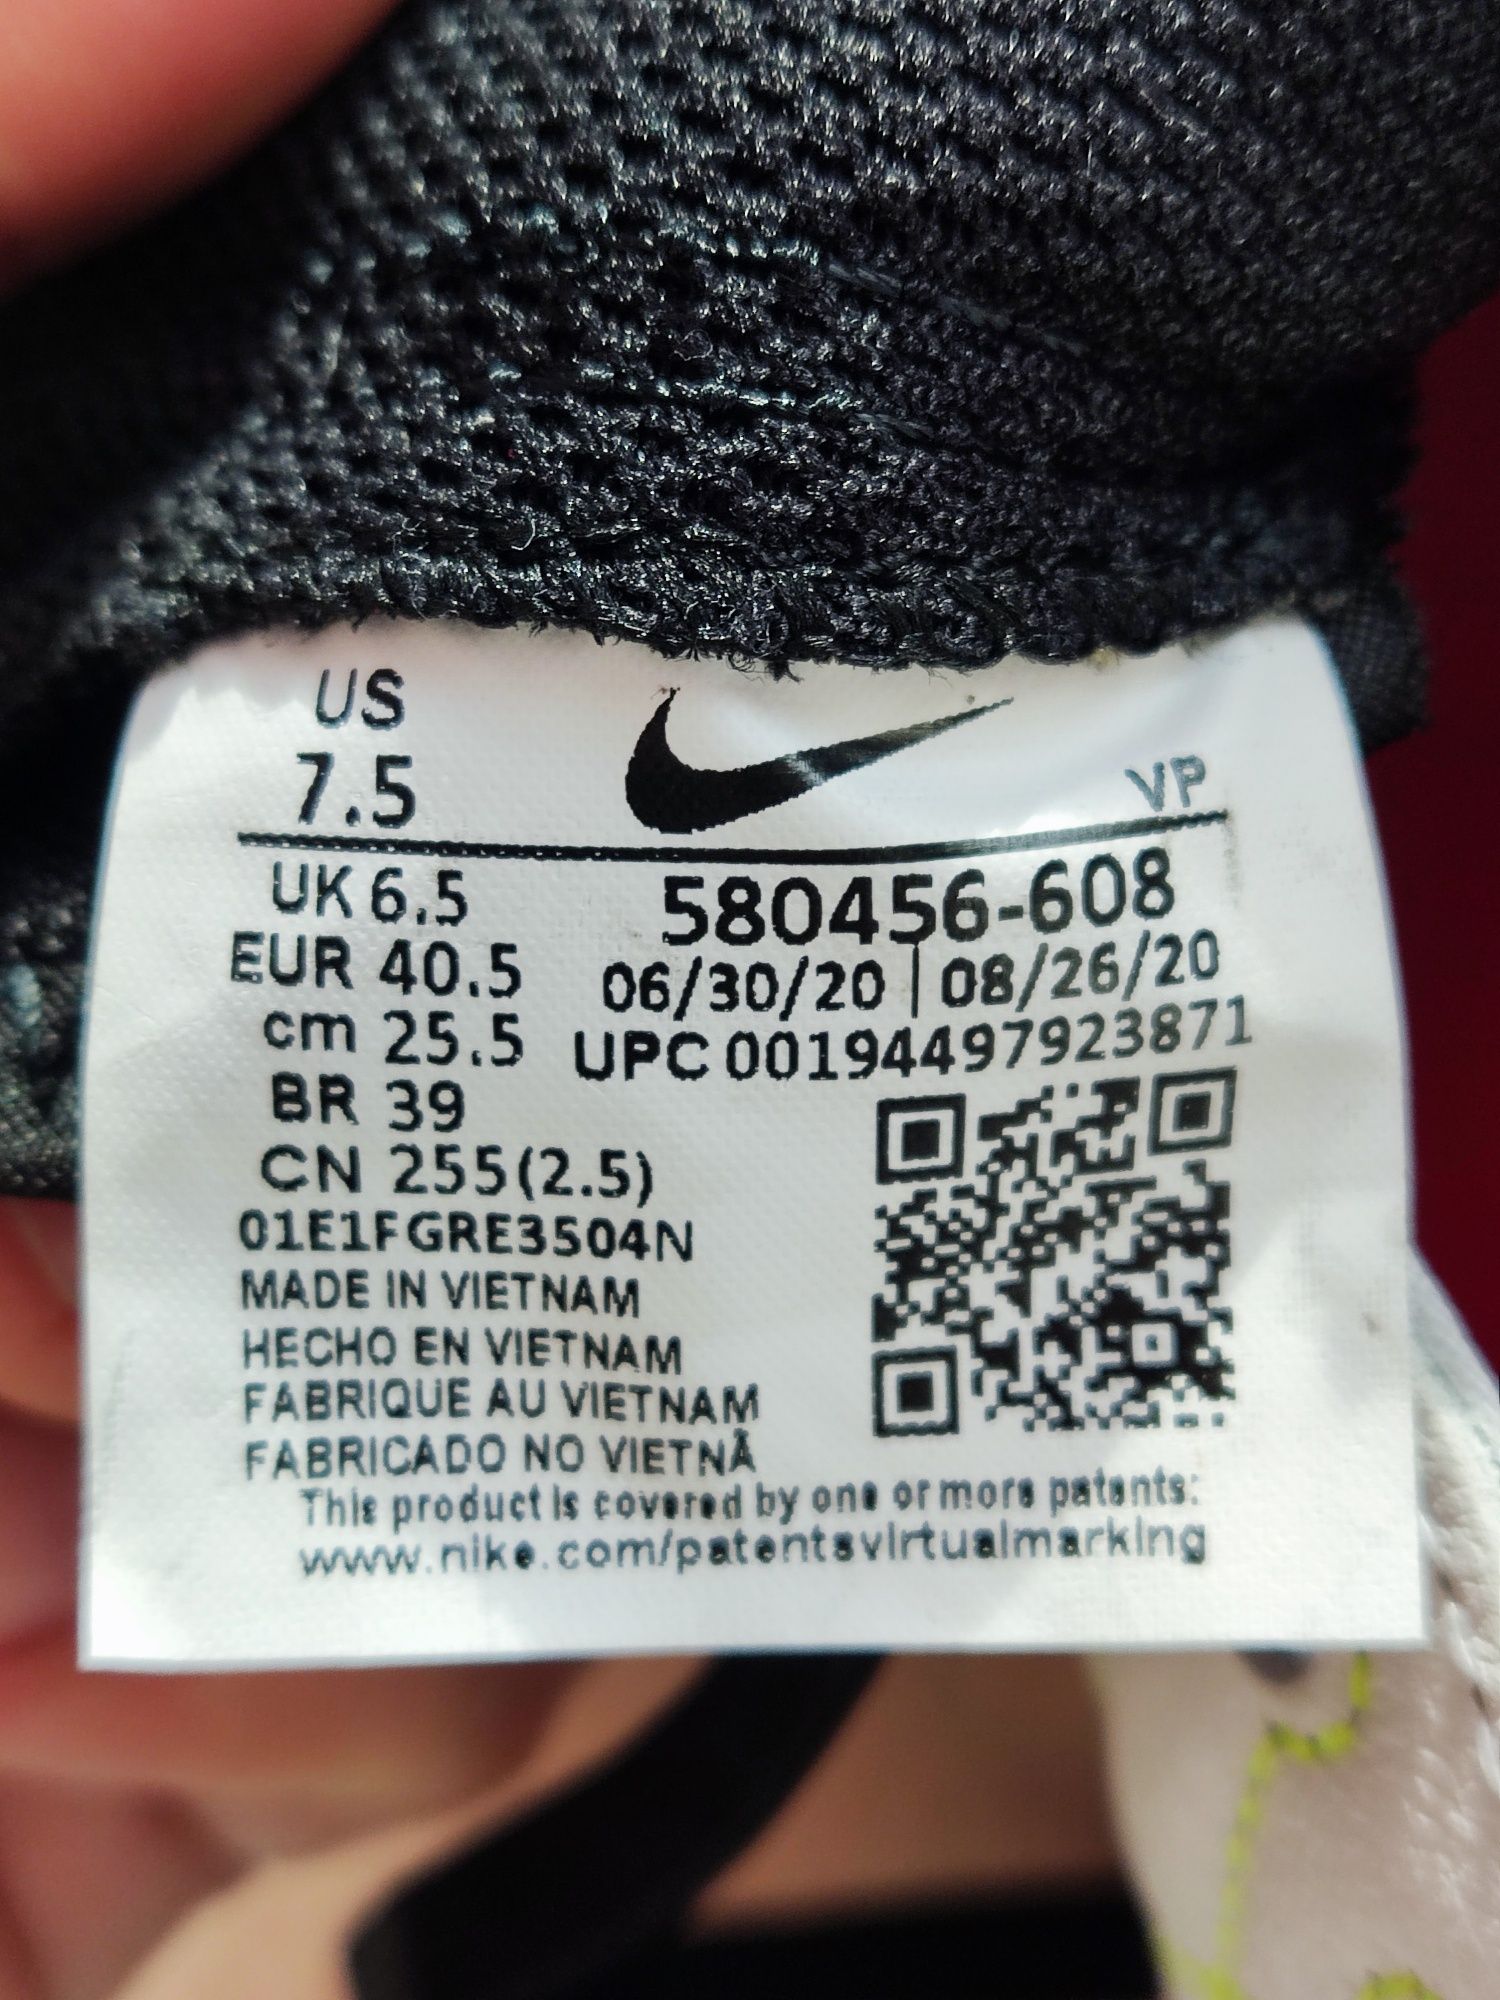 US
7.5
VP
UK 6.5
580456-608
EUR 40.5
06/30/20 | 08/26/20
cm 25.5
UPC 00194497923871
BR 39
CN 255(2.5)
01E1FGRE3504N
MADE IN VIETNAM
HECHO EN VIETNAM
FABRIQUE AU VIETNAM
FABRICADO NO VIETNÃ
This product is covered by one or more patents:
www.nike.com/patentsvirtualmarking